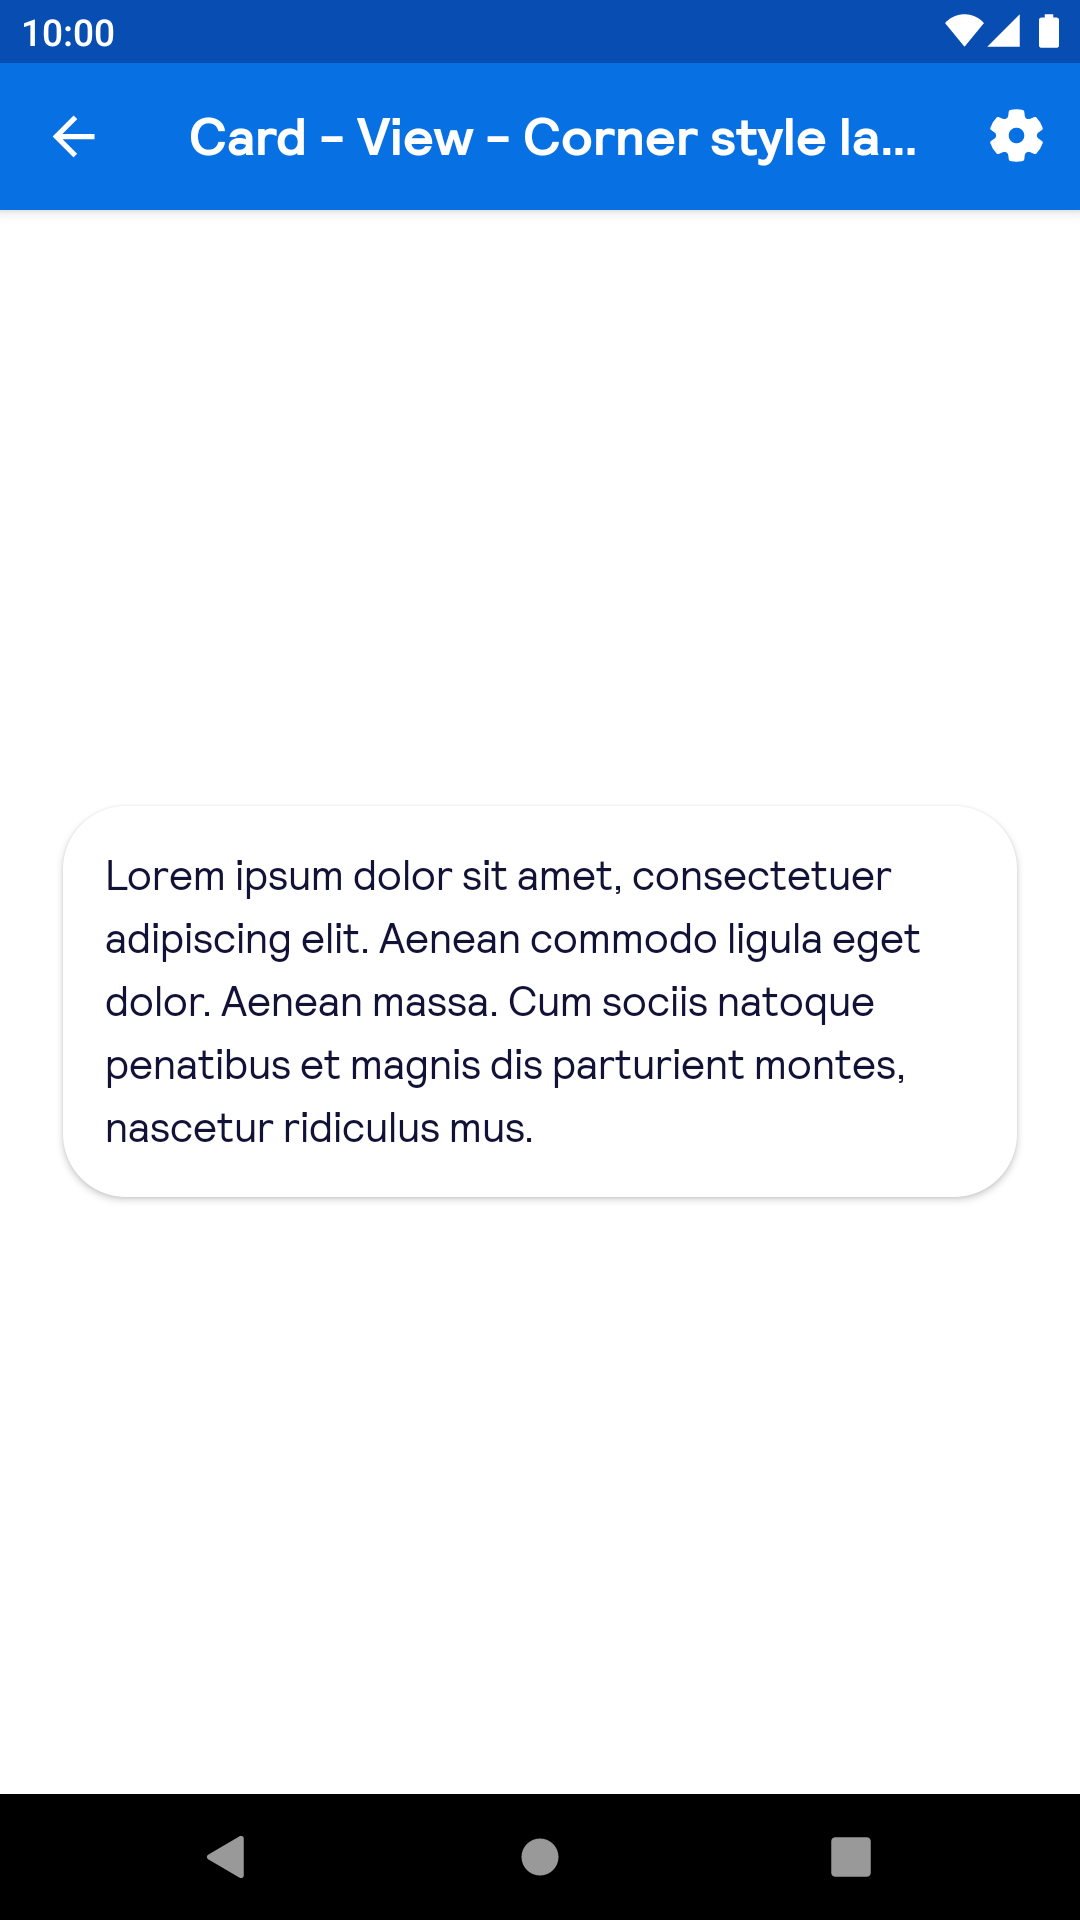 10:00
Card - View - Corner style la...
Lorem ipsum dolor sit amet, consectetuer
adipiscing elit. Aenean commodo ligula eget
dolor. Aenean massa. Cum sociis natoque
penatibus et magnis dis parturient montes,
nascetur ridiculus mus.